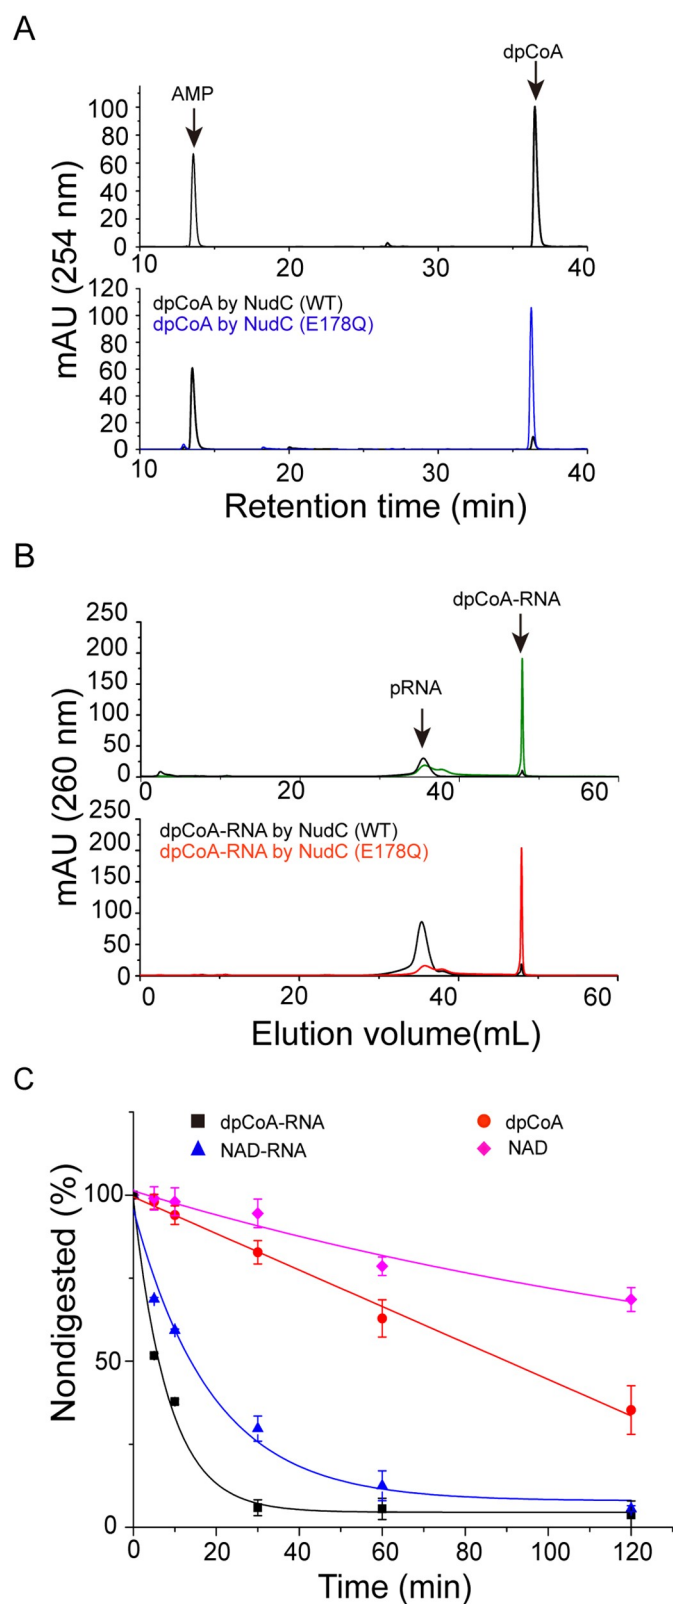 A
dpCoA
AMP
100
80
60
40
20
0
10 20 30 40
mAU (254 nm)
120
100
80
60
40
20
0
dpCoA by NudC (WT)
dpCoA by NudC (E178Q)
10 20 30 40
Retention time (min)
B
dpCoA-RNA
pRNA
250
200
150
100
50
0
0 20 40 60
mAU (260 nm)
250
200
150
100
50
0
dpCoA-RNA by NudC (WT)
dpCoA-RNA by NudC (E178Q)
0 20 40 60
Elution volume(mL)
C
dpCoA-RNA dpCoA
NAD-RNA NAD
Nondigested (%)
100
50
0
0 20 40 60 80 100 120
Time (min)